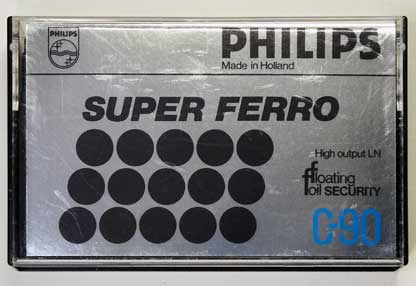 PHILIPS
PHILIPS
Made in Holland
SUPER FERRO
High output LN
floating
foil SECURITY
C-90